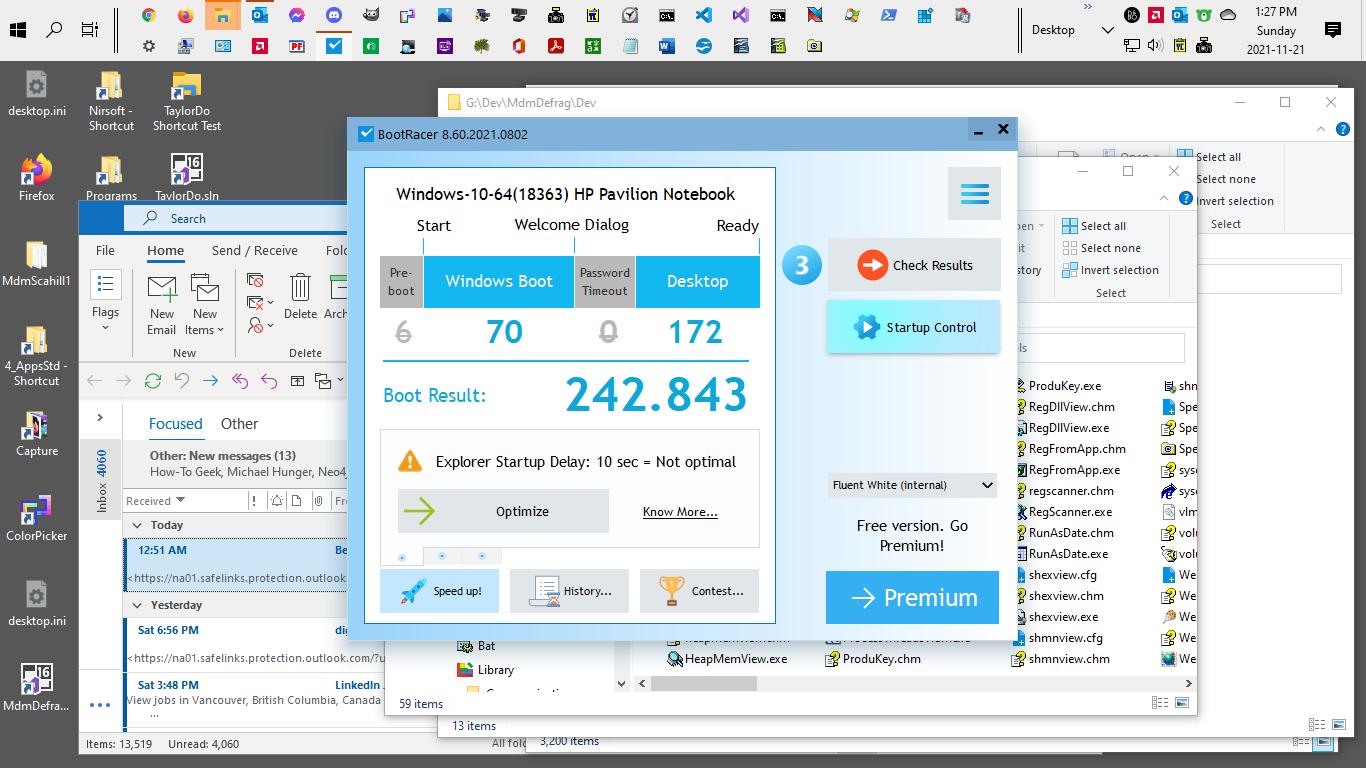 Desktop
»
1:27 PM
Sunday
2021-11-21
desktop.ini
Nirsoft -
Shortcut
TaylorDo
Shortcut Test
Firefox
Programs
TaylorDo.sln
MdmScahill1
4_AppsStd -
Shortcut
Capture
ColorPicker
desktop.ini
MdmDefra...
G:\Dev\MdmDefrag\Dev
Open
Select all
Select none
Invert selection
Select
Select all
Select none
Invert selection
Select
Search
File
Home
Send / Receive
Flags
New
Email
New
Items
Delete
New
Delete
Focused
Other
Other: New messages (13)
How-To Geek, Michael Hunger, Neo4j
Received
Today
12:51 AM
Be
<https://na01.safelinks.protection.outlook
Yesterday
Sat 6:56 PM
<https://na01.safelinks.protection.outlook.com/?u
Sat 3:48 PM
LinkedIn
View jobs in Vancouver, British Columbia, Canada
...
Inbox 4060
Items: 13,519
Unread: 4,060
BootRacer 8.60.2021.0802
Windows-10-64(18363) HP Pavilion Notebook
Start
Welcome Dialog
Ready
Pre-
boot
Windows Boot
Password
Timeout
Desktop
6
70
0
172
Boot Result:
242.843
Explorer Startup Delay: 10 sec = Not optimal
Optimize
Know More...
Speed up!
History...
Contest...
3
Check Results
Startup Control
Fluent White (internal)
Free version. Go
Premium!
Premium
ProduKey.exe
RegDllView.chm
RegDllView.exe
RegFromApp.chm
RegFromApp.exe
regscanner.chm
RegScanner.exe
RunAsDate.cfg
RunAsDate.exe
shexview.cfg
shexview.chm
shexview.exe
shmnview.cfg
shmnview.chm
Bat
Library
HeapMemView.exe
ProduKey.chm
59 items
13 items
3,200 items